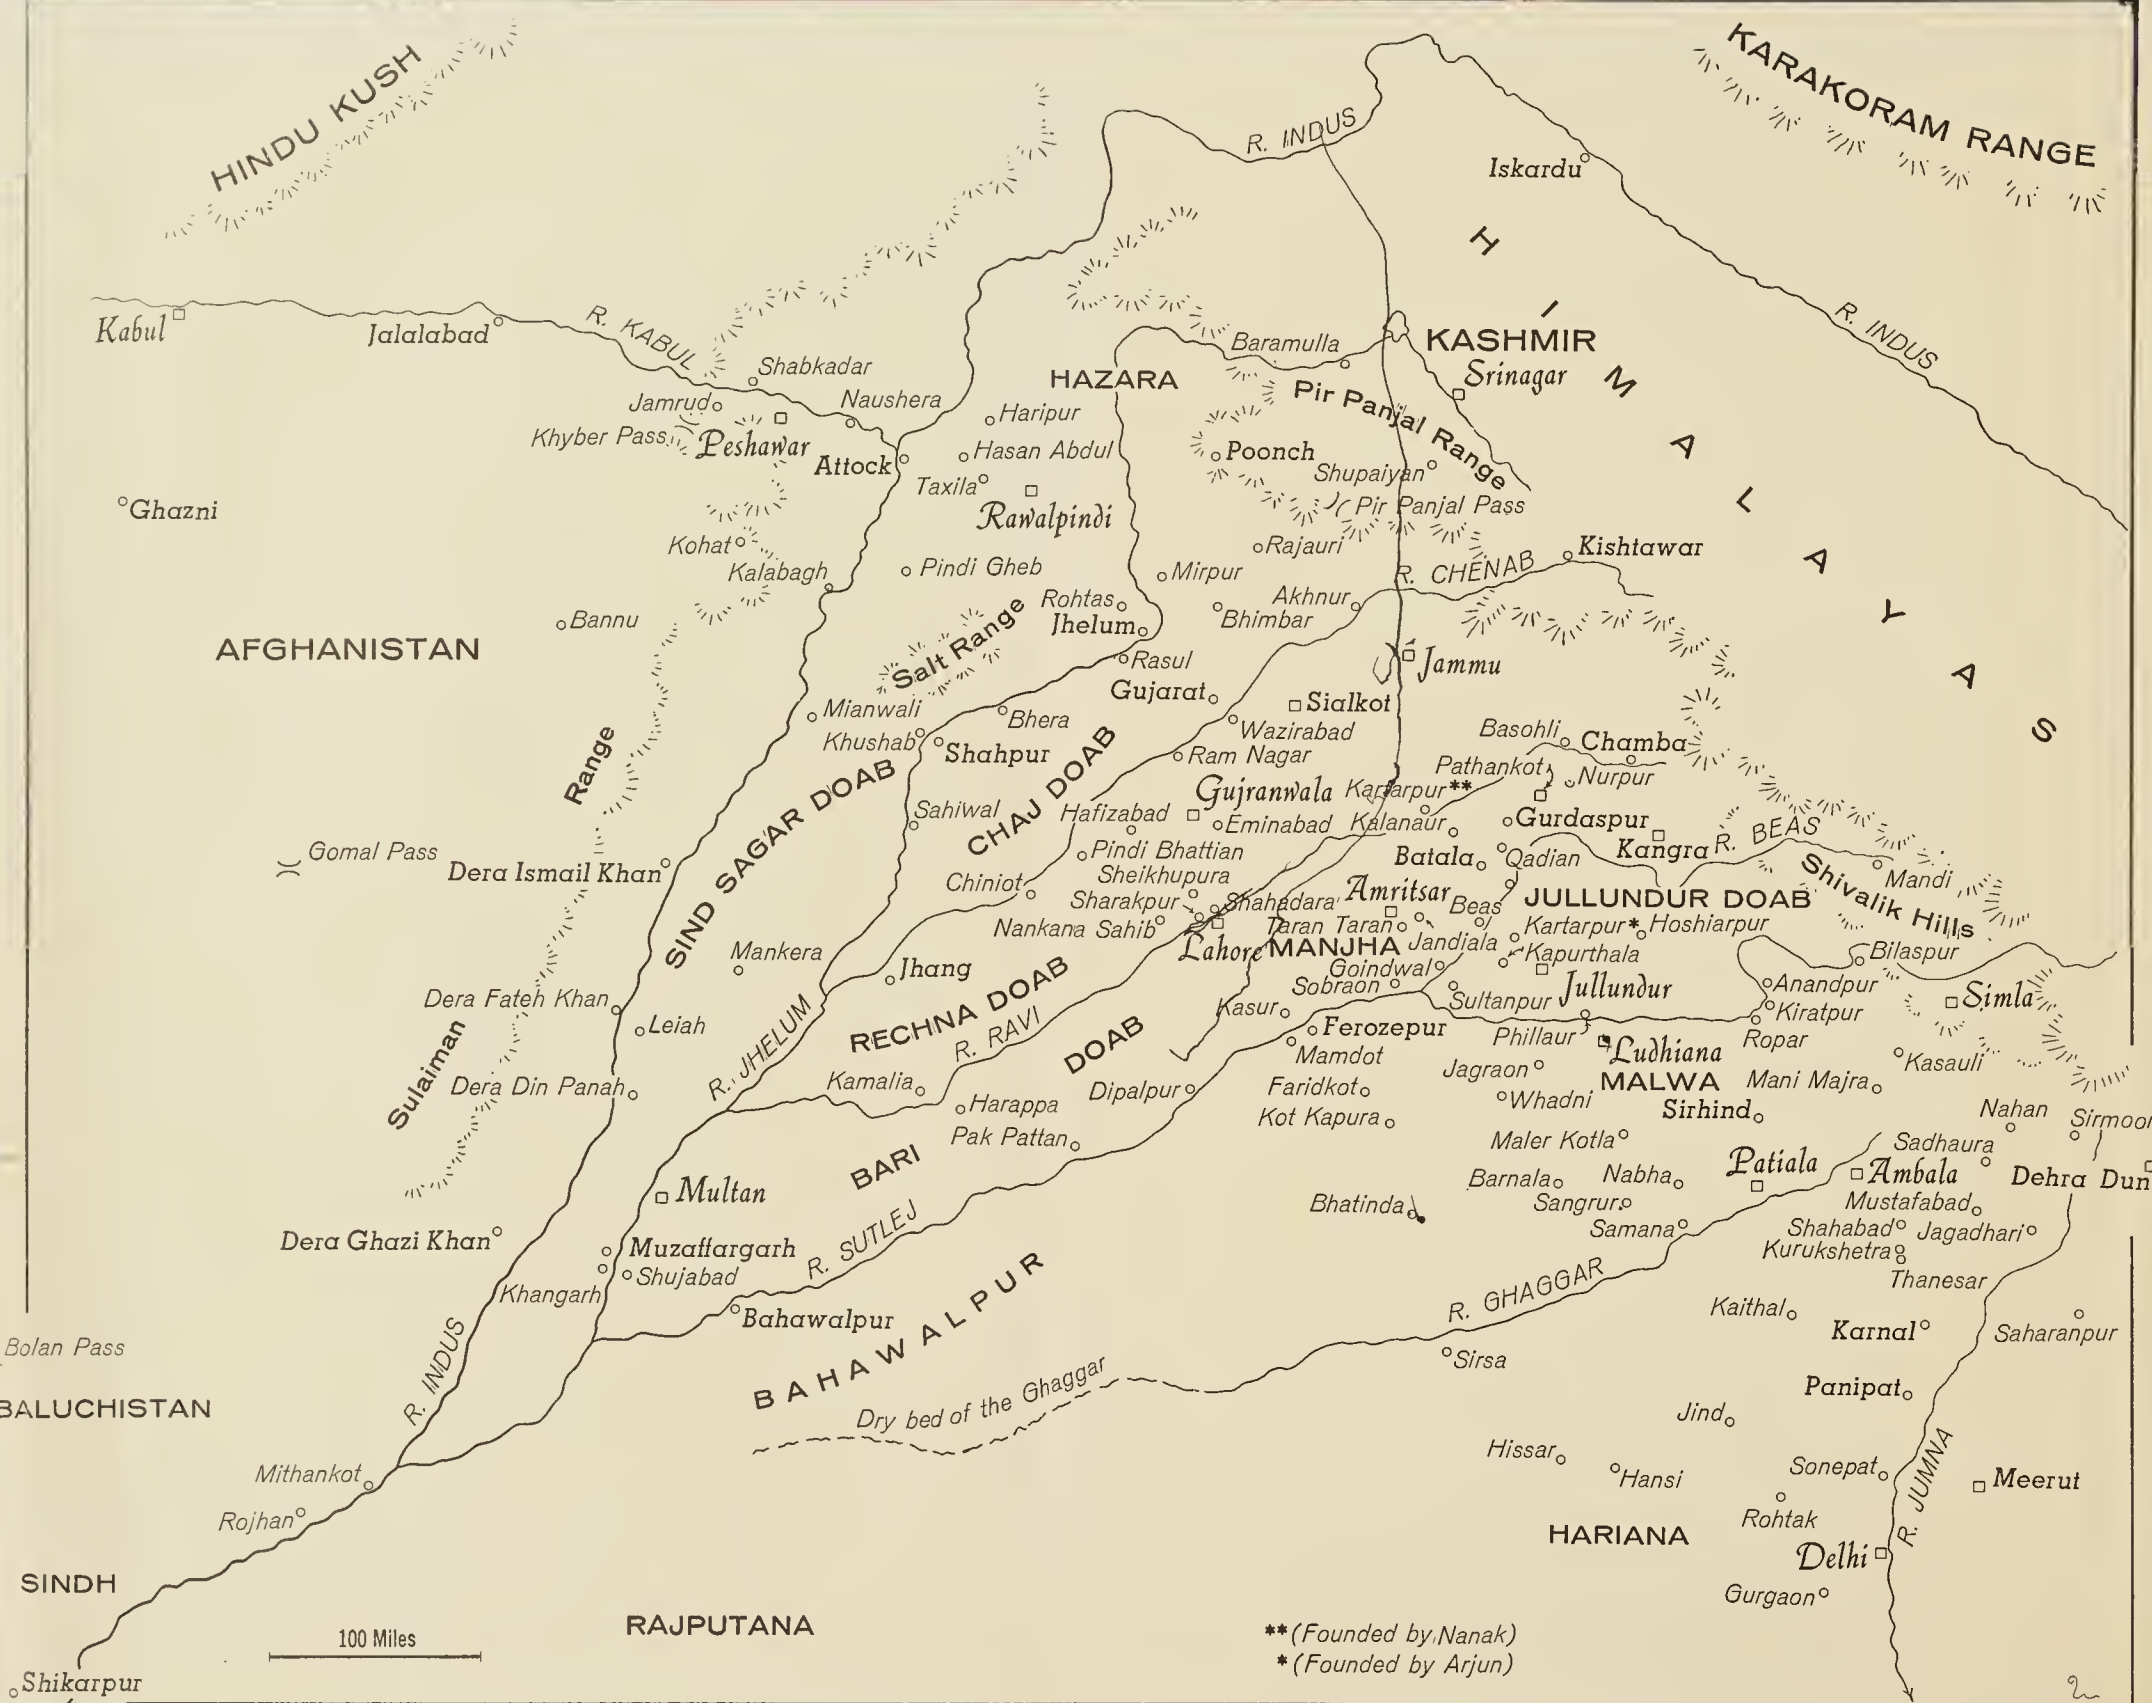 HINDU KUSH
KARAKORAM RANGE
R. INDUS
Iskardu
HIMALAYAS
R. INDUS
Kabul
Jalalabad
R. KABUL
Shabkadar
Jamrud
Naushera
Khyber Pass
Peshawar
Attock
HAZARA
Haripur
Hasan Abdul
Taxila
Rawalpindi
Baramulla
KASHMIR
Srinagar
Pir Panjal Range
Poonch
Shupaiyan
Pir Panjal Pass
Ghazni
Kohat
Kalabagh
Pindi Gheb
Rajauri
Mirpur
R. CHENAB
Kishtawar
Bannu
Rohtas
Jhelum
Akhnur
Bhimbar
AFGHANISTAN
Salt Range
Rasul
Gujarat
Jammu
Sialkot
Mianwali
Khushab
Bhera
Shahpur
Wazirabad
Ram Nagar
Basohli
Chamba
Pathankot
Nurpur
SIND SAGAR DOAB
CHAJ DOAB
Sahiwal
Hafizabad
Gujranwala
Kartarpur**
Eminabad
Kalanaur
Gurdaspur
Kangra
R. BEAS
Gomal Pass
Dera Ismail Khan
Pindi Bhattian
Sheikhupura
Chiniot
Sharakpur
Shahadara
Nankana Sahib
Lahore
Batala
Qadian
Amritsar
Beas
JULLUNDUR DOAB
Shivalik Hills
Mandi
Taran Taran
MANJHA
Jandiala
Kartarpur*
Hoshiarpur
Kapurthala
Bilaspur
Goindwal
Sobraon
Sultanpur
Jullundur
Anandpur
Kiratpur
Simla
Mankera
Jhang
Dera Fateh Khan
Leiah
R. JHELUM
RECHNA DOAB
R. RAVI
Kasur
Ferozepur
Mamdot
Phillaur
Ludhiana
Ropar
Kasauli
Sulaiman Range
Dera Din Panah
Kamalia
Harappa
BARI DOAB
Dipalpur
Pak Pattan
Faridkot
Kot Kapura
Jagraon
Whadni
MALWA
Mani Majra
Sirhind
Nahan
Sirmoor
Maler Kotla
Sadhaura
Barnala
Nabha
Patiala
Ambala
Dehra Dun
Multan
Bhatinda
Sangrur
Samana
Mustafabad
Shahabad
Jagadhari
Kurukshetra
Thanesar
Dera Ghazi Khan
Muzaffargarh
Shujabad
Khangarh
R. SUTLEJ
Bahawalpur
BAHAWALPUR
R. GHAGGAR
Dry bed of the Ghaggar
Sirsa
Kaithal
Karnal
Saharanpur
Bolan Pass
BALUCHISTAN
R. INDUS
Mithankot
Rojhan
Panipat
Jind
Hissar
Hansi
Sonepat
Rohtak
R. JUMNA
Meerut
HARIANA
Delhi
Gurgaon
SINDH
RAJPUTANA
100 Miles
Shikarpur
**(Founded by Nanak)
*(Founded by Arjun)
2